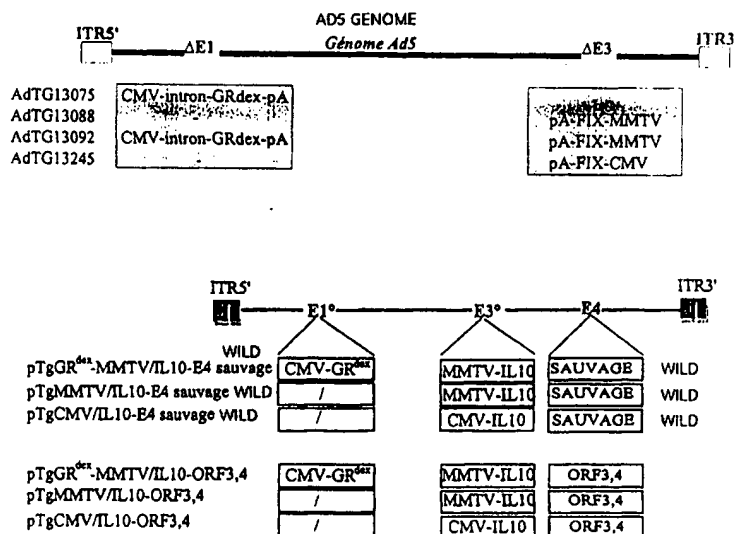 AD5 GENOME
ITR5' ΔE1 Génome Ad5 ΔE3 ITR3
AdTG13075 CMV-intron-GRdex-pA
AdTG13088 pA-FIX-MMTV
AdTG13092 CMV-intron-GRdex-pA pA-FIX-MMTV
AdTG13245 - pA-FIX-CMV
ITR5' E1° E3° E4 ITR3'
WILD
pTgGRdex-MMTV/IL10-E4 sauvage CMV-GRdex MMTV-IL10 SAUVAGE WILD
pTgMMTV/IL10-E4 sauvage WILD / MMTV-IL10 SAUVAGE WILD
pTgCMV/IL10-E4 sauvage WILD / CMV-IL10 SAUVAGE WILD
pTgGRdex-MMTV/IL10-ORF3,4 CMV-GRdex MMTV-IL10 ORF3,4
pTgMMTV/IL10-ORF3,4 / MMTV-IL10 ORF3,4
pTgCMV/IL10-ORF3,4 / CMV-IL10 ORF3,4